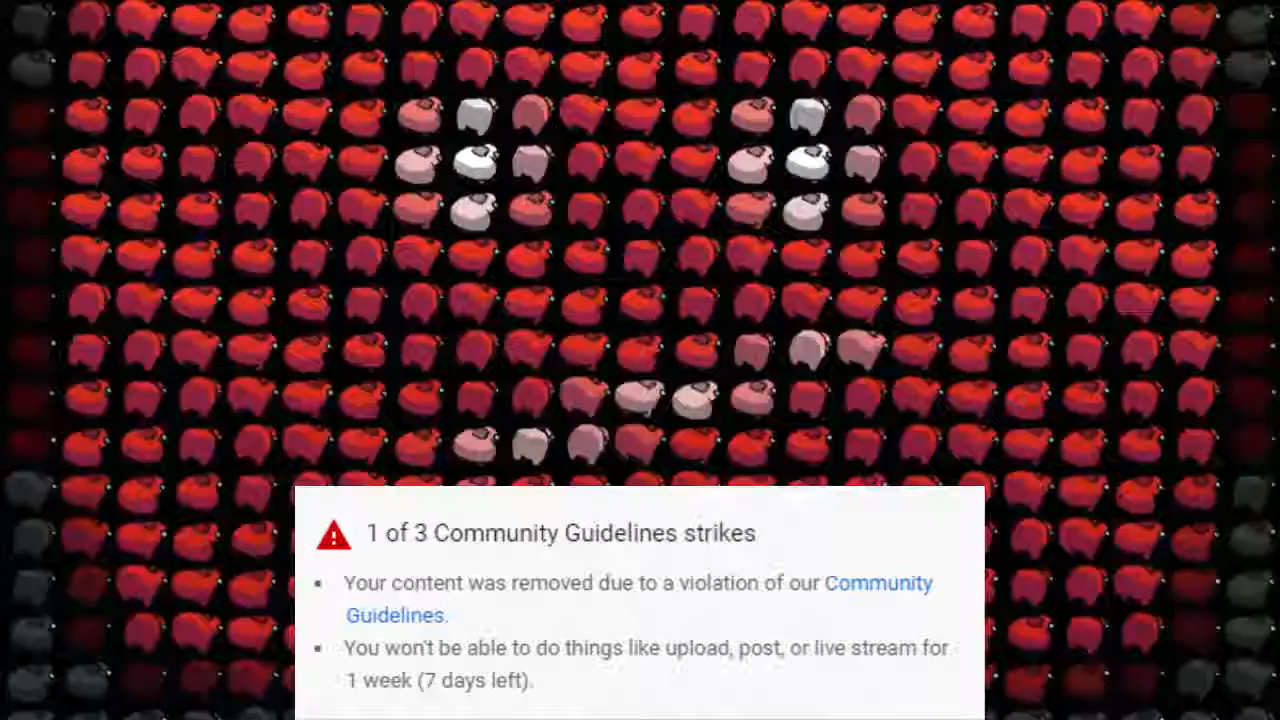 1 of 3 Community Guidelines strikes
• Your content was removed due to a violation of our Community
Guidelines.
• You won't be able to do things like upload, post, or live stream for
1 week (7 days left).